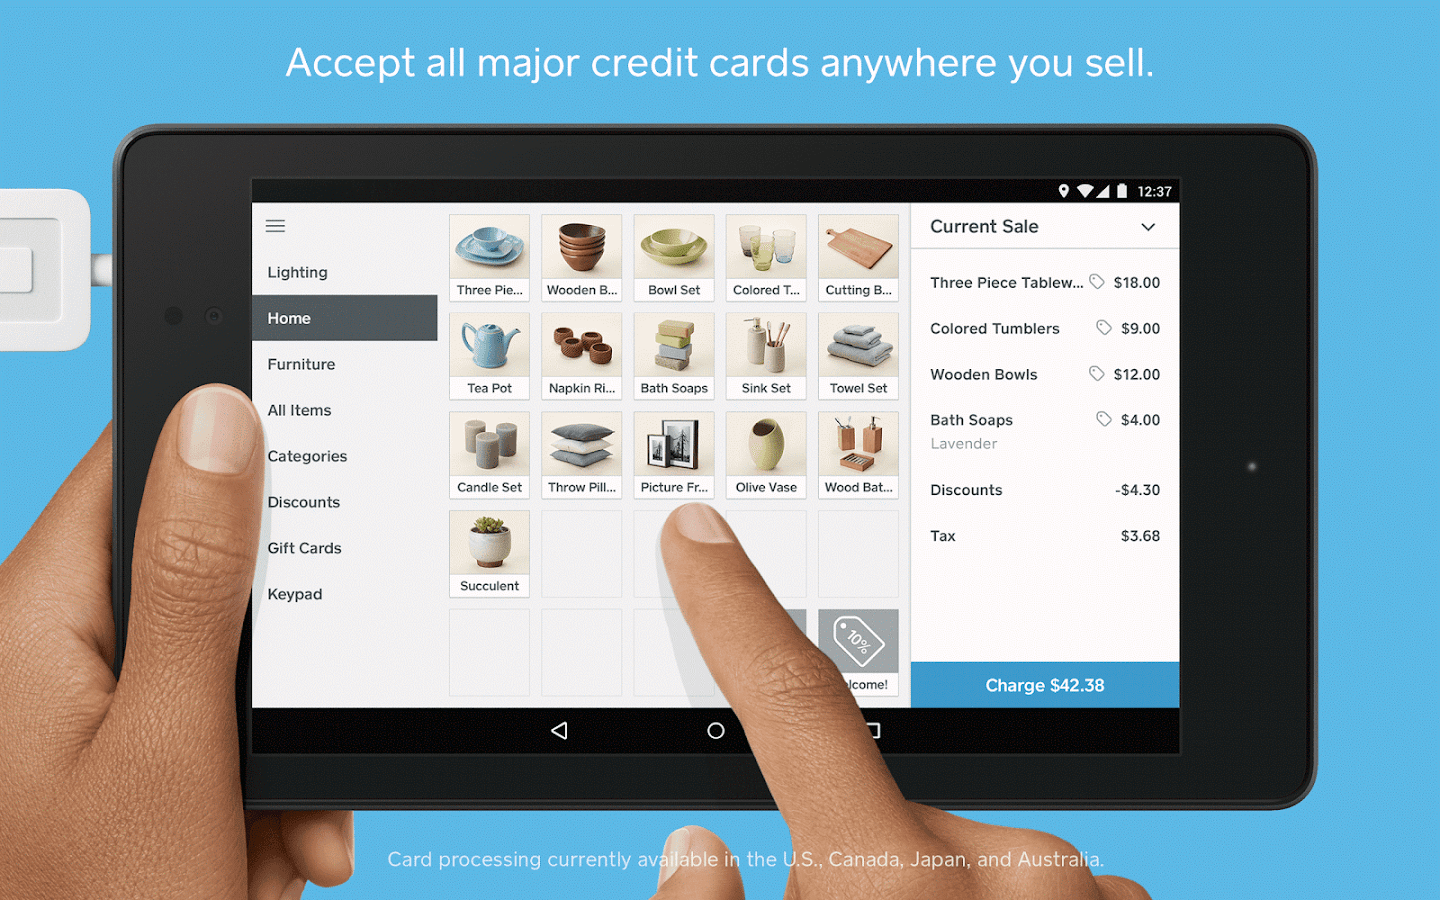 Accept all major credit cards anywhere you sell.
12:37
Lighting
Home
Furniture
All Items
Categories
Discounts
Gift Cards
Keypad
Three Pie...
Wooden B...
Bowl Set
Colored T...
Cutting B...
Tea Pot
Napkin Ri...
Bath Soaps
Sink Set
Towel Set
Candle Set
Throw Pill...
Picture Fr...
Olive Vase
Wood Bat...
Succulent
10%
elcome!
Current Sale
Three Piece Tablew... $18.00
Colored Tumblers $9.00
Wooden Bowls $12.00
Bath Soaps $4.00
Lavender
Discounts -$4.30
Tax $3.68
Charge $42.38
Card processing currently available in the U.S., Canada, Japan, and Australia.